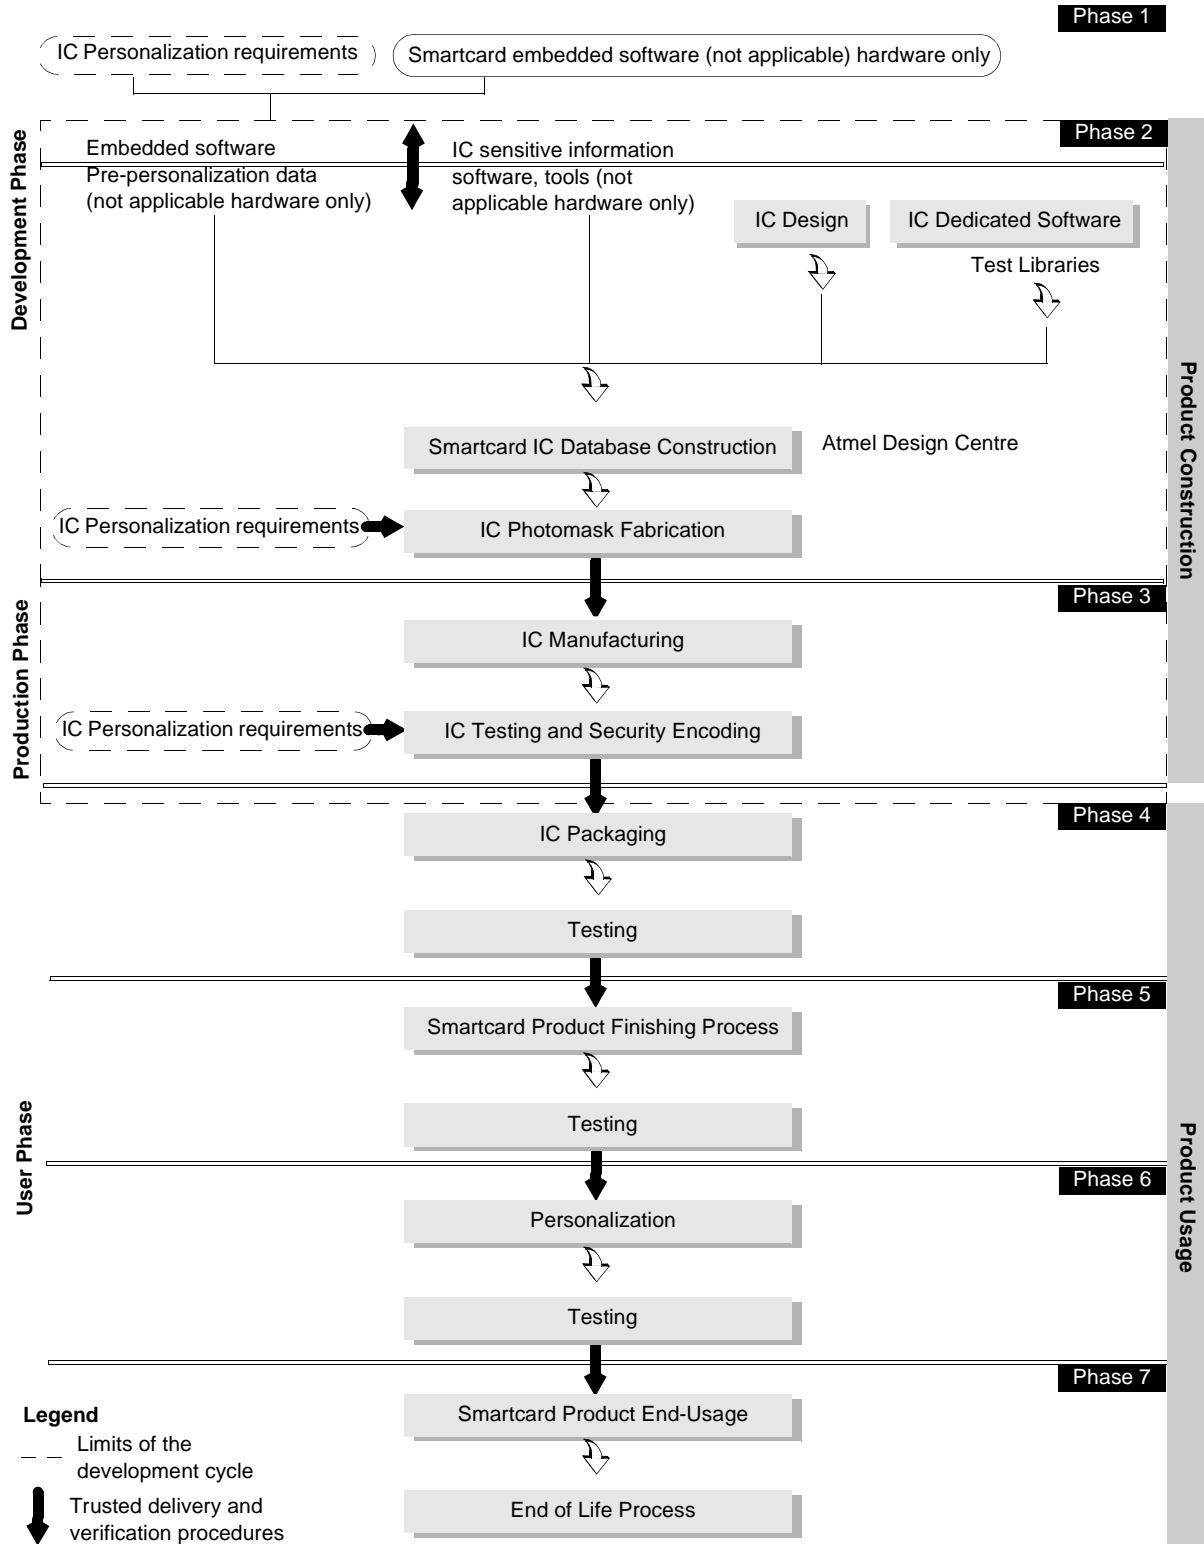 Phase 1
IC Personalization requirements
Smartcard embedded software (not applicable) hardware only
Phase 2
Development Phase
Embedded software
Pre-personalization data
(not applicable hardware only)
IC sensitive information
software, tools (not
applicable hardware only)
IC Design
IC Dedicated Software
Test Libraries
Product Construction
Smartcard IC Database Construction
Atmel Design Centre
IC Personalization requirements
IC Photomask Fabrication
Phase 3
Production Phase
IC Manufacturing
IC Personalization requirements
IC Testing and Security Encoding
Phase 4
IC Packaging
Testing
Phase 5
Smartcard Product Finishing Process
Testing
User Phase
Product Usage
Phase 6
Personalization
Testing
Phase 7
Smartcard Product End-Usage
End of Life Process
Legend
Limits of the
development cycle
Trusted delivery and
verification procedures